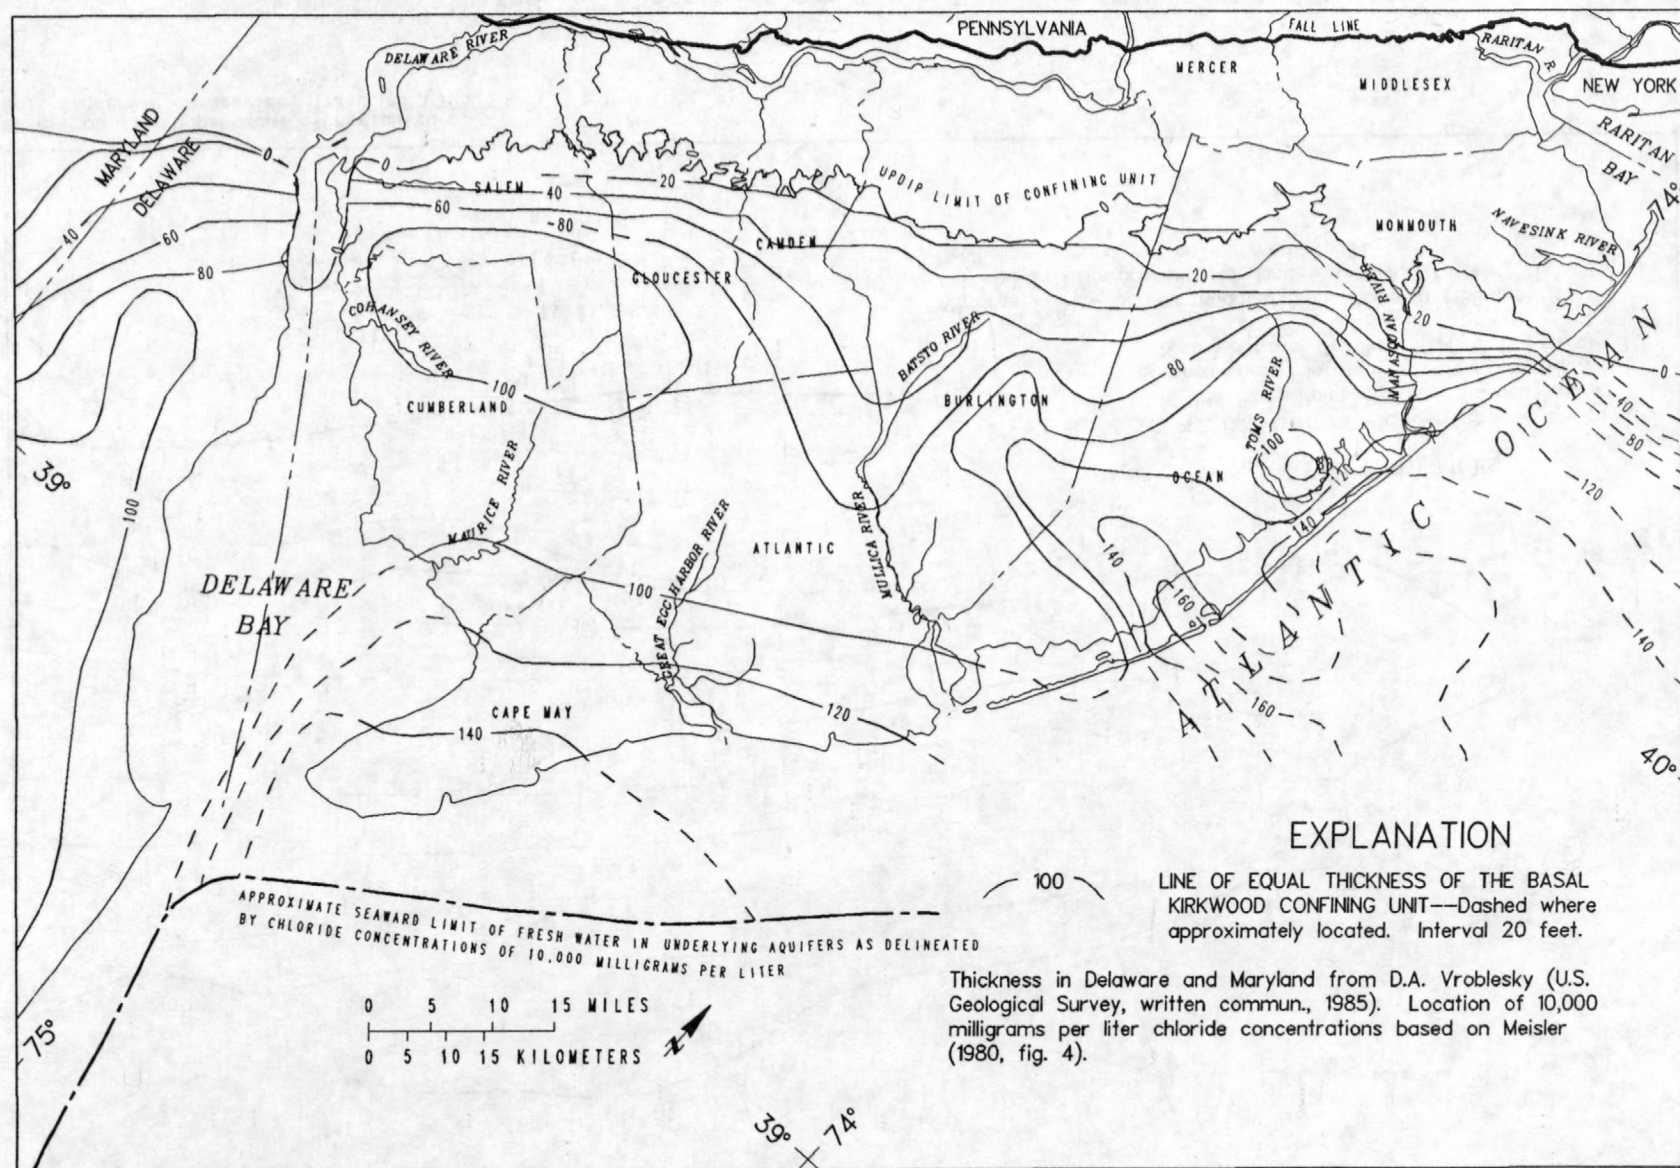 PENNSYLVANIA
FALL LINE
DELAWARE RIVER
RARITAN R
MERCER
MIDDLESEX
NEW YORK
RARITAN
BAY
74°
MARYLAND
DELAWARE
0
0
20
40
SALEM
UPDIP LIMIT OF CONFINING UNIT
0
60
80
40
60
80
CAMDEN
GLOUCESTER
MONMOUTH
NAVESINK RIVER
MANASQUAN RIVER
20
20
COHANSEY RIVER
BATSTO RIVER
80
100
CUMBERLAND
BURLINGTON
TOMS RIVER
100
80
OCEAN
120
140
0
40
80
120
140
39°
100
MAURICE RIVER
GREAT EGG HARBOR RIVER
MULLICA RIVER
ATLANTIC
140
160
160
100
DELAWARE
BAY
ATLANTIC OCEAN
CAPE MAY
120
140
40°
APPROXIMATE SEAWARD LIMIT OF FRESH WATER IN UNDERLYING AQUIFERS AS DELINEATED
BY CHLORIDE CONCENTRATIONS OF 10,000 MILLIGRAMS PER LITER
0 5 10 15 MILES
0 5 10 15 KILOMETERS
N
75°
39°
74°
EXPLANATION
100
LINE OF EQUAL THICKNESS OF THE BASAL
KIRKWOOD CONFINING UNIT--Dashed where
approximately located. Interval 20 feet.
Thickness in Delaware and Maryland from D.A. Vroblesky (U.S.
Geological Survey, written commun., 1985). Location of 10,000
milligrams per liter chloride concentrations based on Meisler
(1980, fig. 4).